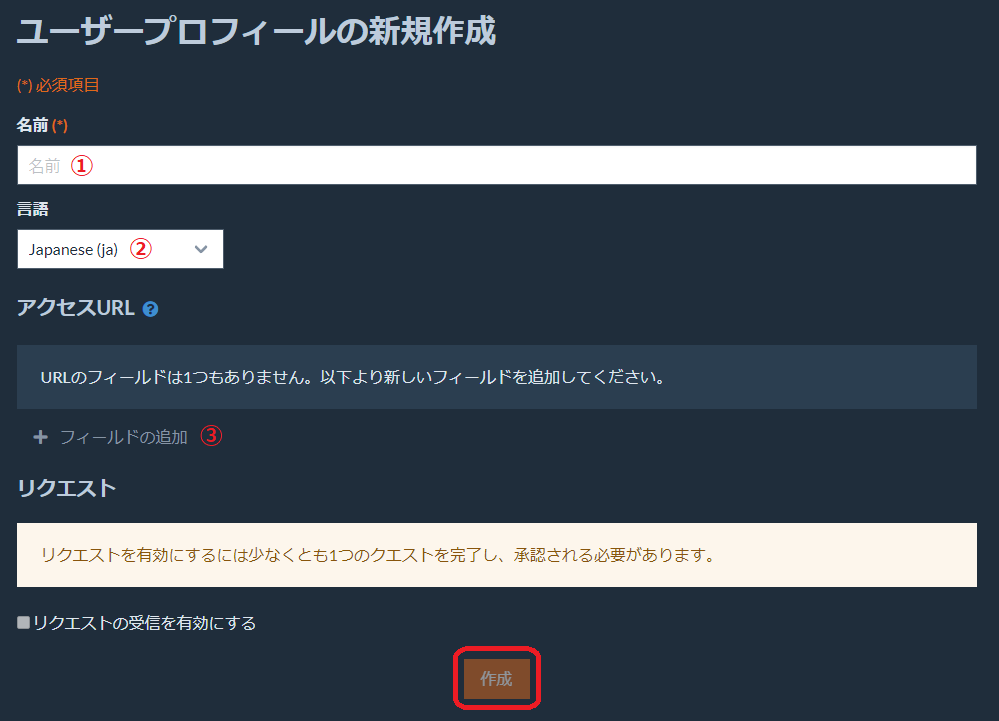 ユーザープロフィールの新規作成
(*) 必須項目
名前 (*)
名前 ①
言語
Japanese (ja) ②
アクセスURL ?
URLのフィールドは1つもありません。以下より新しいフィールドを追加してください。
+ フィールドの追加 ③
リクエスト
リクエストを有効にするには少なくとも1つのクエストを完了し、承認される必要があります。
リクエストの受信を有効にする
作成